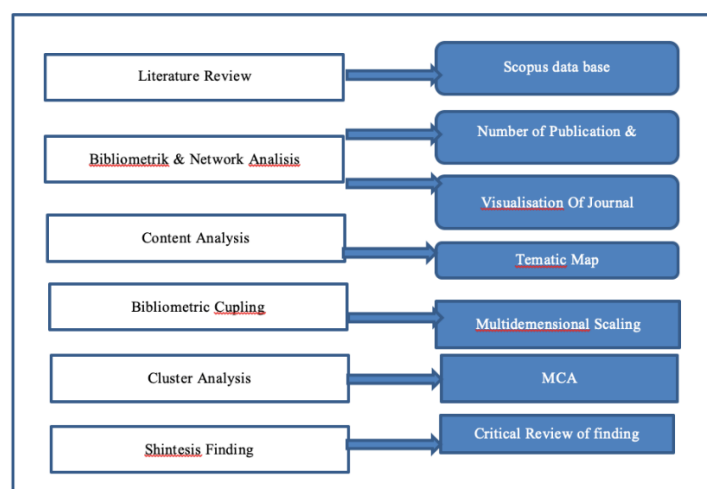 Literature Review
Scopus data base
Bibliometrik & Network Analisis
Number of Publication &
Visualisation Of Journal
Content Analysis
Tematic Map
Bibliometric Cupling
Multidemensional Scaling
Cluster Analysis
MCA
Shintesis Finding
Critical Review of finding